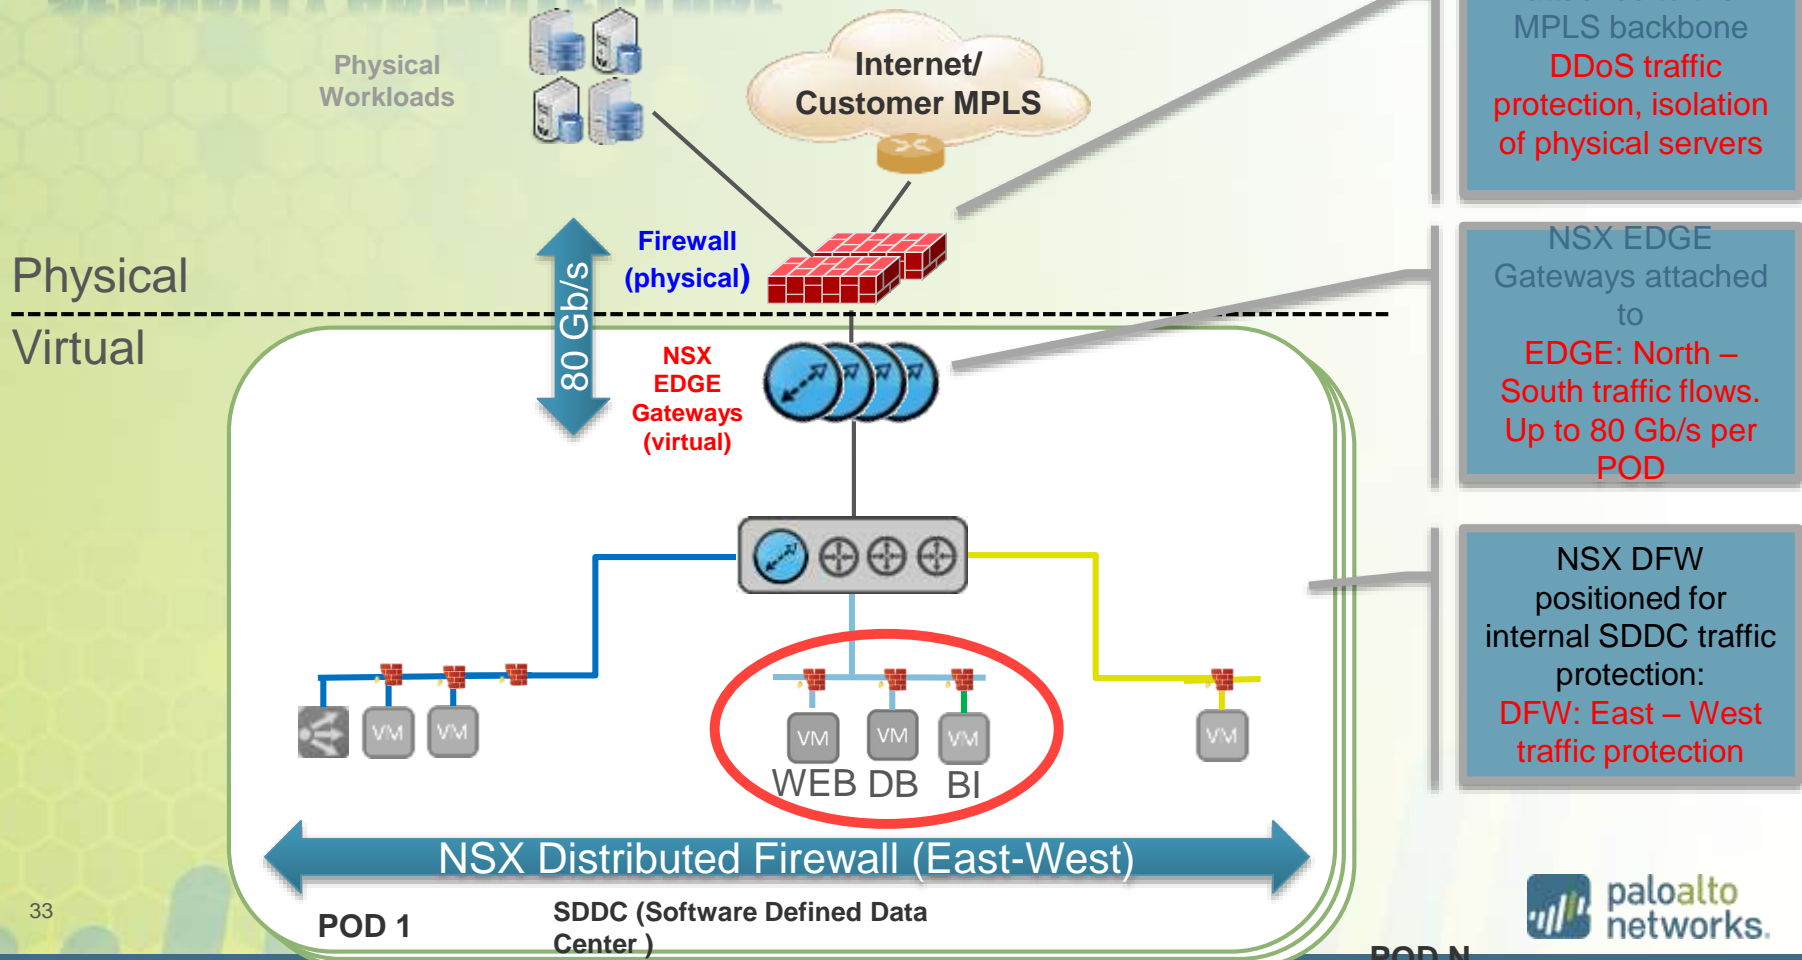 SECURITY ARCHITECTURE
Physical
Workloads
Internet/
Customer MPLS
MPLS backbone
DDoS traffic
protection, isolation
of physical servers
Firewall
(physical)
80 Gb/s
Physical
Virtual
NSX
EDGE
Gateways
(virtual)
NSX EDGE
Gateways attached
to
EDGE: North –
South traffic flows.
Up to 80 Gb/s per
POD
NSX DFW
positioned for
internal SDDC traffic
protection:
DFW: East – West
traffic protection
VM
VM
VM
VM
VM
VM
WEB DB BI
NSX Distributed Firewall (East-West)
POD 1
SDDC (Software Defined Data
Center )
POD N
33
paloalto
networks.